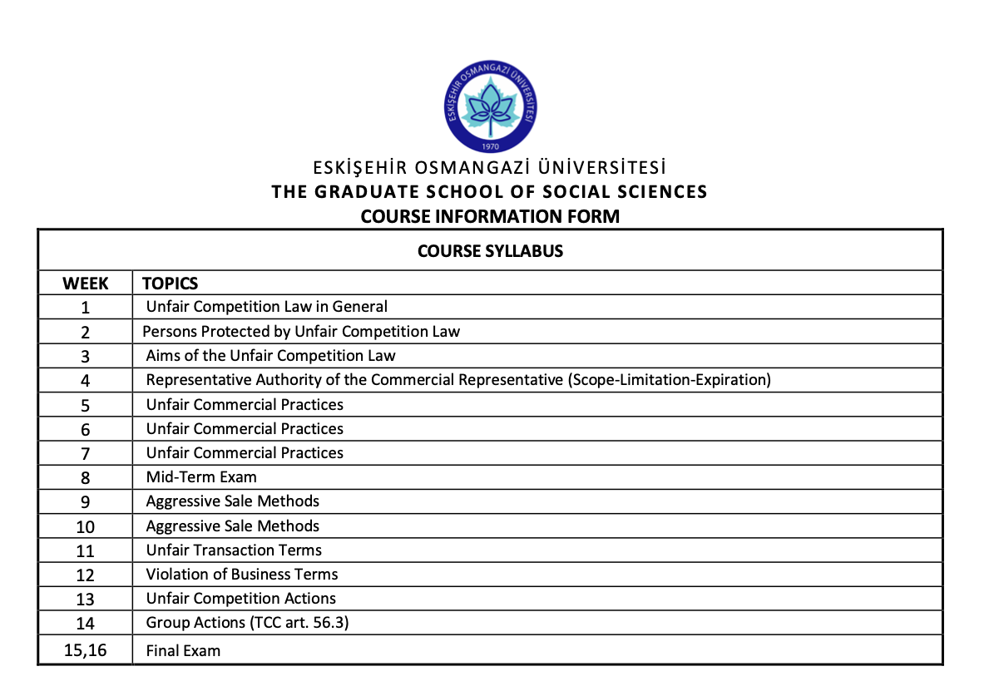 ESKİŞEHİR OSMANGAZİ ÜNİVERSİTESİ
1970
ESKİŞEHİR OSMANGAZİ ÜNİVERSİTESİ
THE GRADUATE SCHOOL OF SOCIAL SCIENCES
COURSE INFORMATION FORM
COURSE SYLLABUS
WEEK TOPICS
1 Unfair Competition Law in General
2 Persons Protected by Unfair Competition Law
3 Aims of the Unfair Competition Law
4 Representative Authority of the Commercial Representative (Scope-Limitation-Expiration)
5 Unfair Commercial Practices
6 Unfair Commercial Practices
7 Unfair Commercial Practices
8 Mid-Term Exam
9 Aggressive Sale Methods
10 Aggressive Sale Methods
11 Unfair Transaction Terms
12 Violation of Business Terms
13 Unfair Competition Actions
14 Group Actions (TCC art. 56.3)
15,16 Final Exam